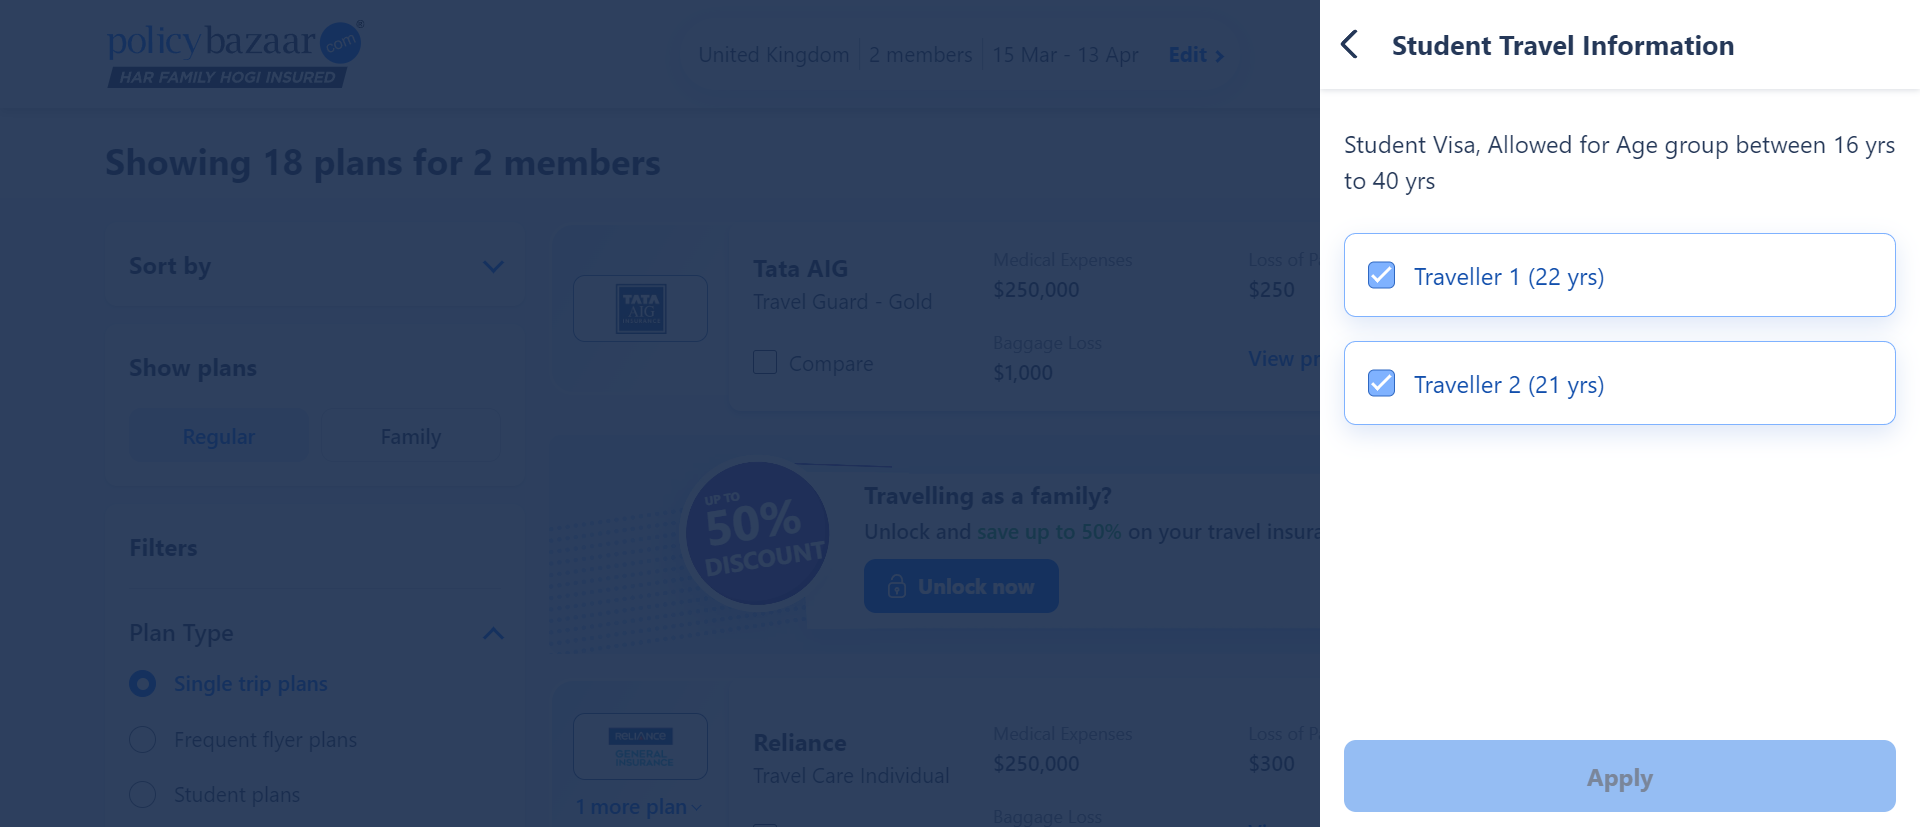 policybazaar.com®
HAR FAMILY HOGI INSURED
United Kingdom 2 members 15 Mar - 13 Apr Edit
Showing 18 plans for 2 members
Sort by
Show plans
Regular Family
Filters
Plan Type
Single trip plans
Frequent flyer plans
Student plans
TATA
AIG
INSURANCE
Tata AIG
Travel Guard - Gold
Compare
Medical Expenses
$250,000
Baggage Loss
$1,000
Loss of P
$250
View pr
UP TO
50%
DISCOUNT
Travelling as a family?
Unlock and save up to 50% on your travel insura
Unlock now
RELIANCE
GENERAL
INSURANCE
1 more plan
Reliance
Travel Care Individual
Medical Expenses
$250,000
Baggage Loss
Loss of P
$300
Student Travel Information
Student Visa, Allowed for Age group between 16 yrs
to 40 yrs
Traveller 1 (22 yrs)
Traveller 2 (21 yrs)
Apply